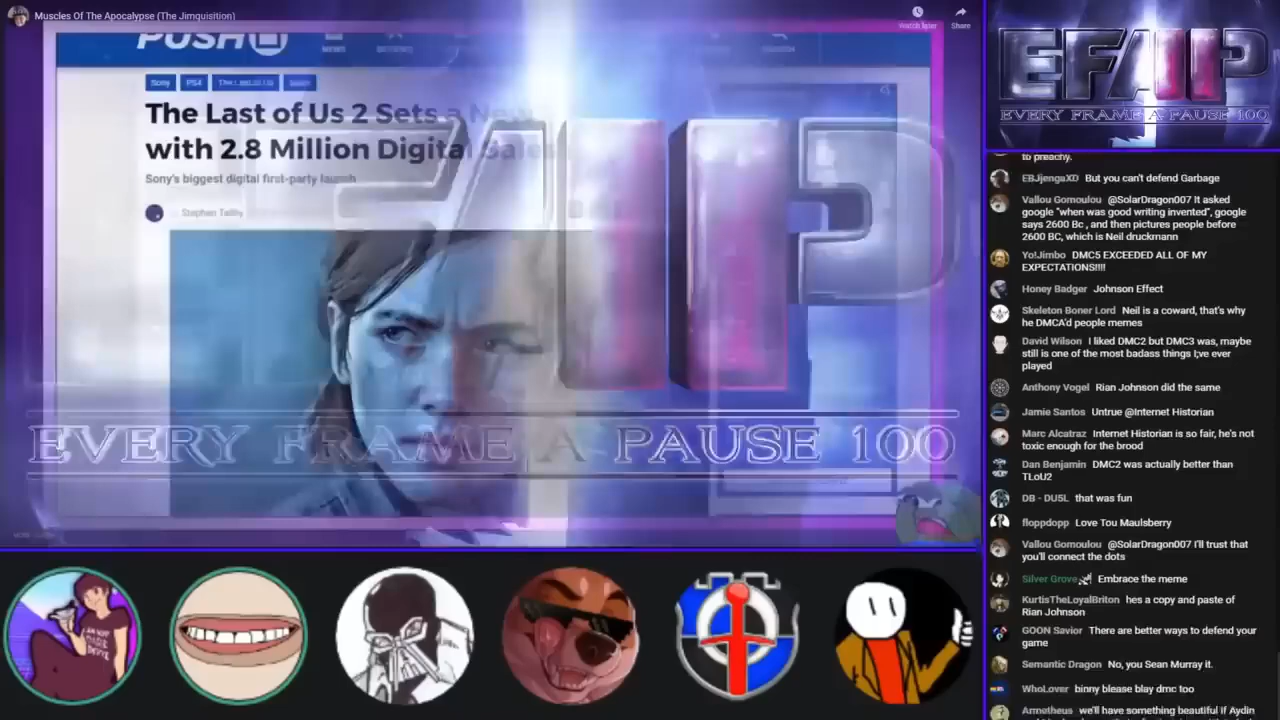 Muscles Of The Apocalypse (The Jimquisition)
Watch later
Share
PUSH
NEWS
Sony
PS4
The Last of Us 2 Sets a New
with 2.8 Million Digital Sales
Sony's biggest digital first-party launch
Stephen Tailby
EFAP
EVERY FRAME A PAUSE 100
EFAP
EVERY FRAME A PAUSE 100
to preachy.
EBJjengaXD But you can't defend Garbage
Vallou Gomoulou @SolarDragon007 It asked
google "when was good writing invented", google
says 2600 Bc , and then pictures people before
2600 BC, which is Neil druckmann
Yo!Jimbo DMC5 EXCEEDED ALL OF MY
EXPECTATIONS!!!!
Honey Badger Johnson Effect
Skeleton Boner Lord Neil is a coward, that's why
he DMCA'd people memes
David Wilson I liked DMC2 but DMC3 was, maybe
still is one of the most badass things I;ve ever
played
Anthony Vogel Rian Johnson did the same
Jamie Santos Untrue @Internet Historian
Marc Alcatraz Internet Historian is so fair, he's not
toxic enough for the brood
Dan Benjamin DMC2 was actually better than
TLoU2
DB - DU5L that was fun
floppdopp Love Tou Maulsberry
Vallou Gomoulou @SolarDragon007 I'll trust that
you'll connect the dots
Silver Grove Embrace the meme
KurtisTheLoyalBriton hes a copy and paste of
Rian Johnson
GOON Savior There are better ways to defend your
game
Semantic Dragon No, you Sean Murray it.
WhoLover binny blease blay dmc too
Armetheus we'll have something beautiful if Aydin